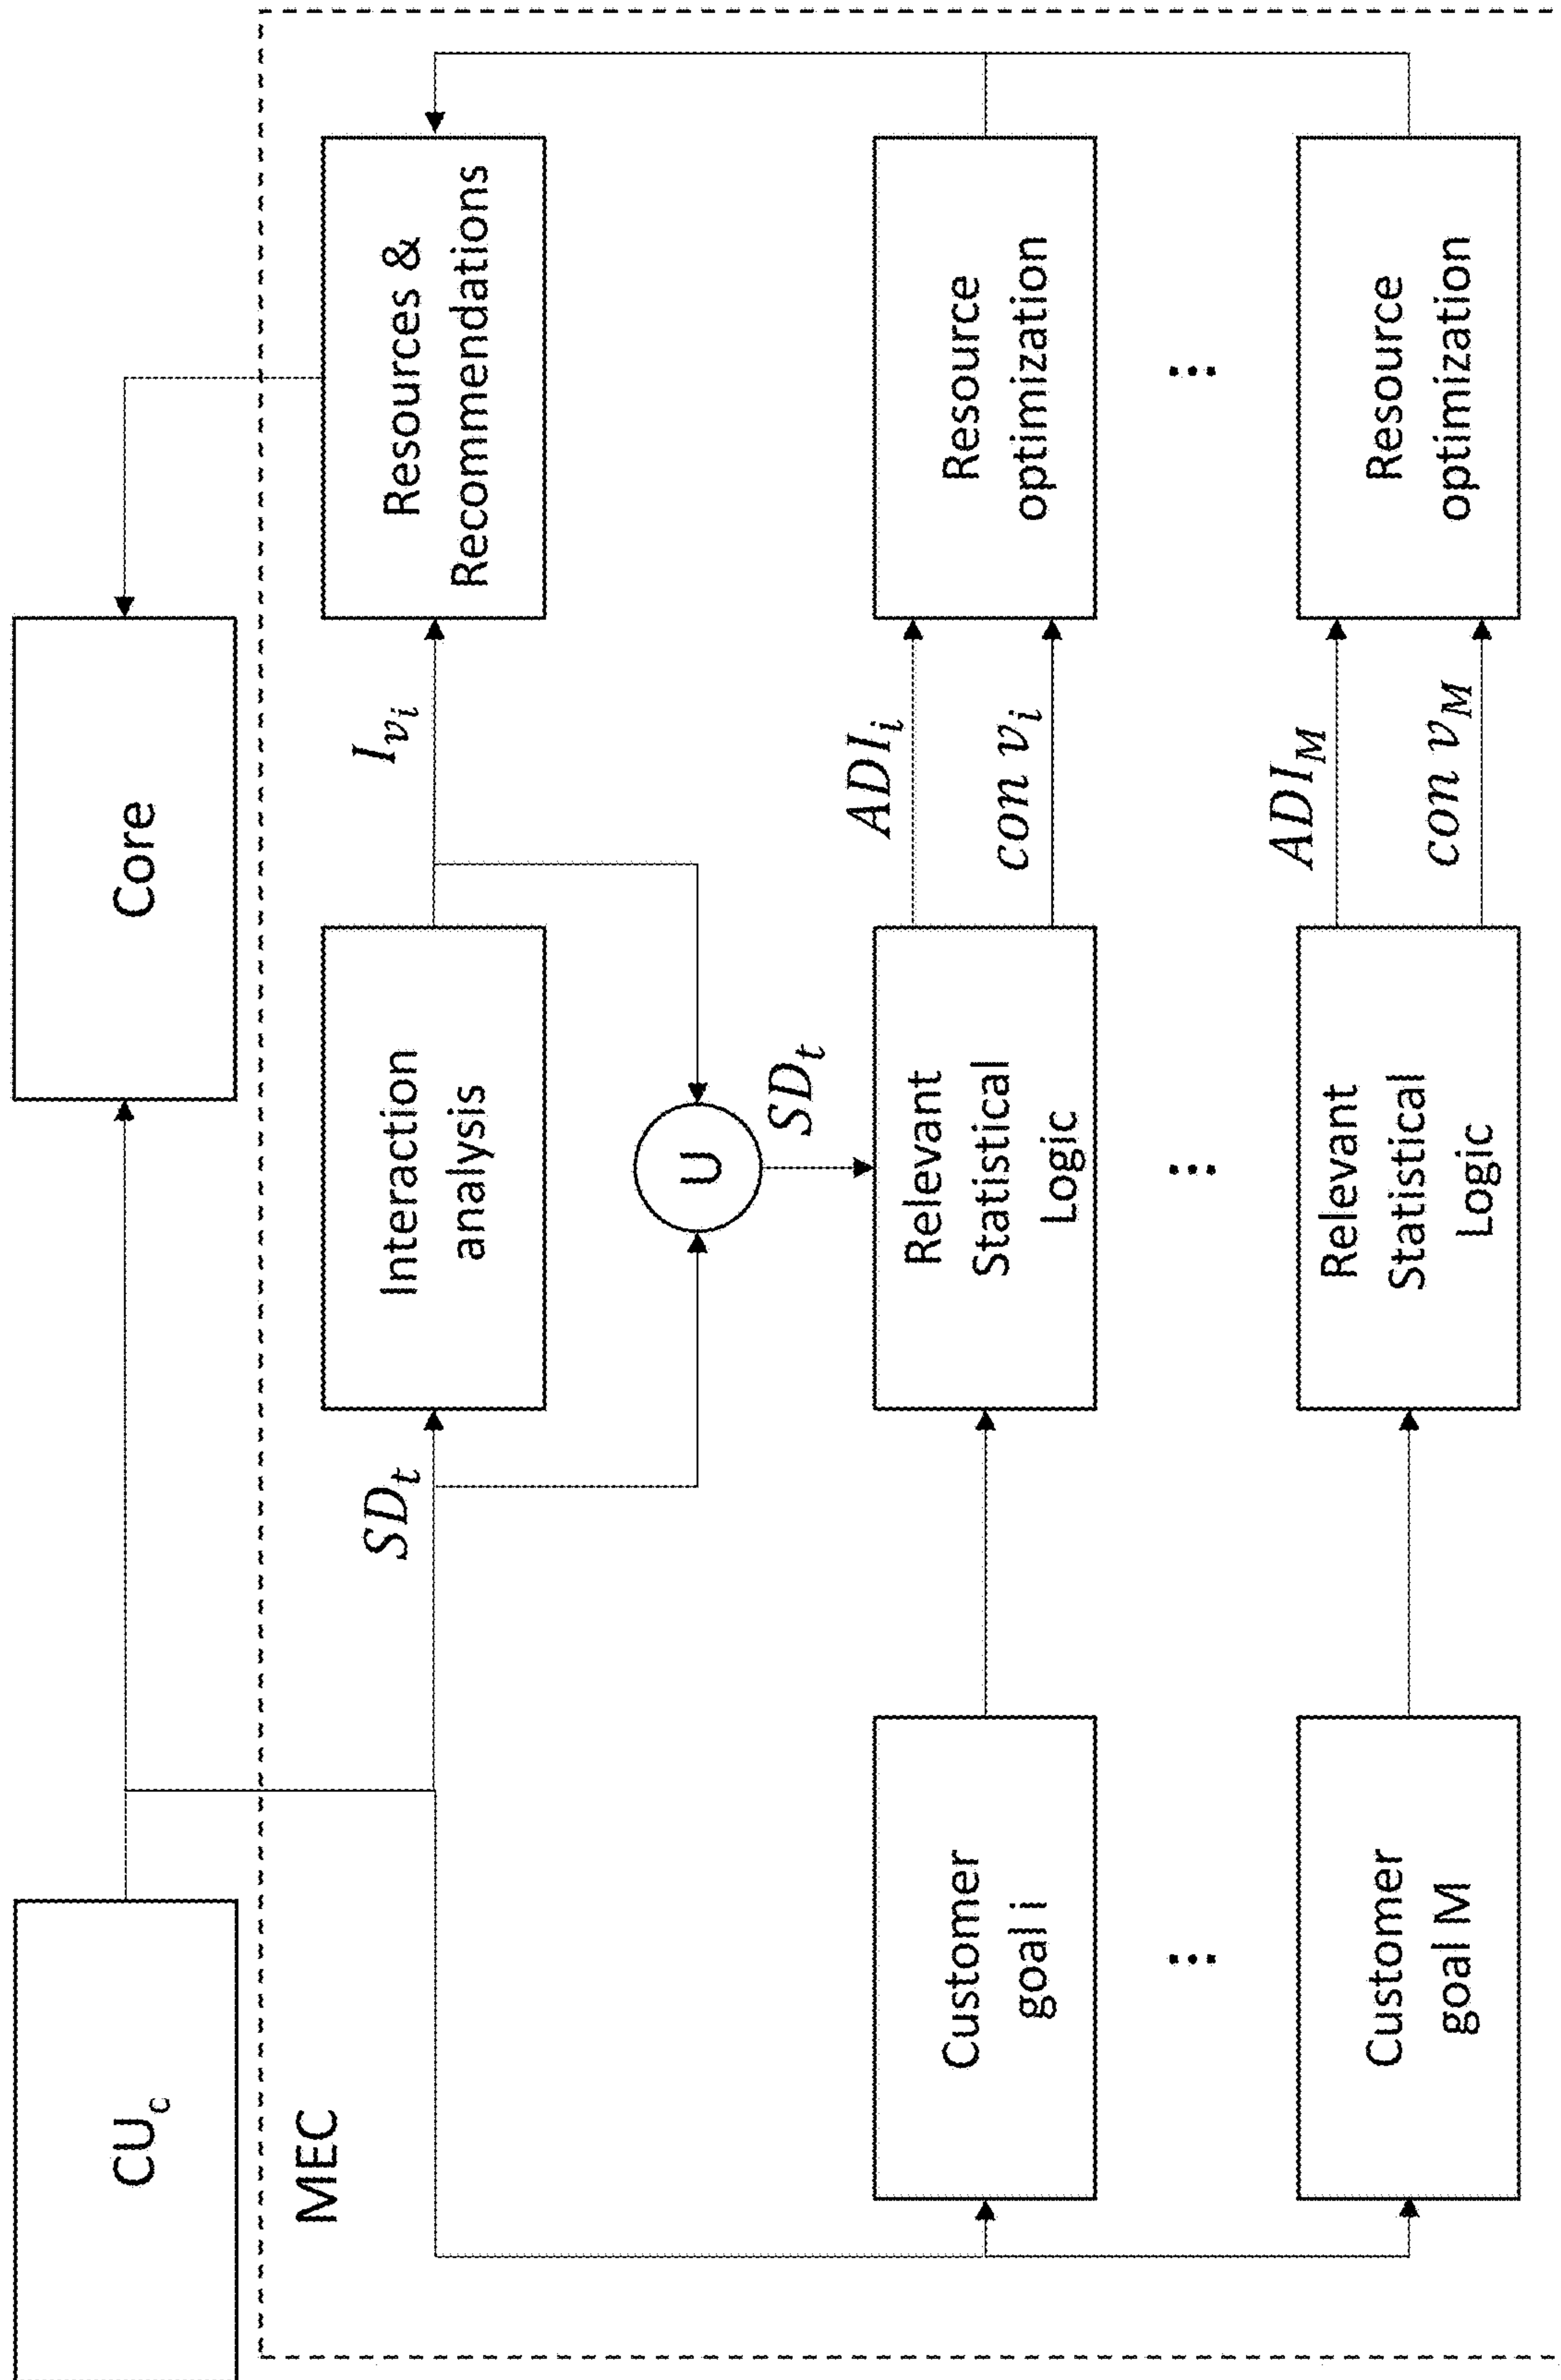 CU_c
Core
MEC
SD_t
Interaction
analysis
I_{v_i}
Resources &
Recommendations
U
SD_t
Customer
goal i
Relevant
Statistical
Logic
ADI_i
con v_i
Resource
optimization
⋮
⋮
⋮
Customer
goal M
Relevant
Statistical
Logic
ADI_M
con v_M
Resource
optimization